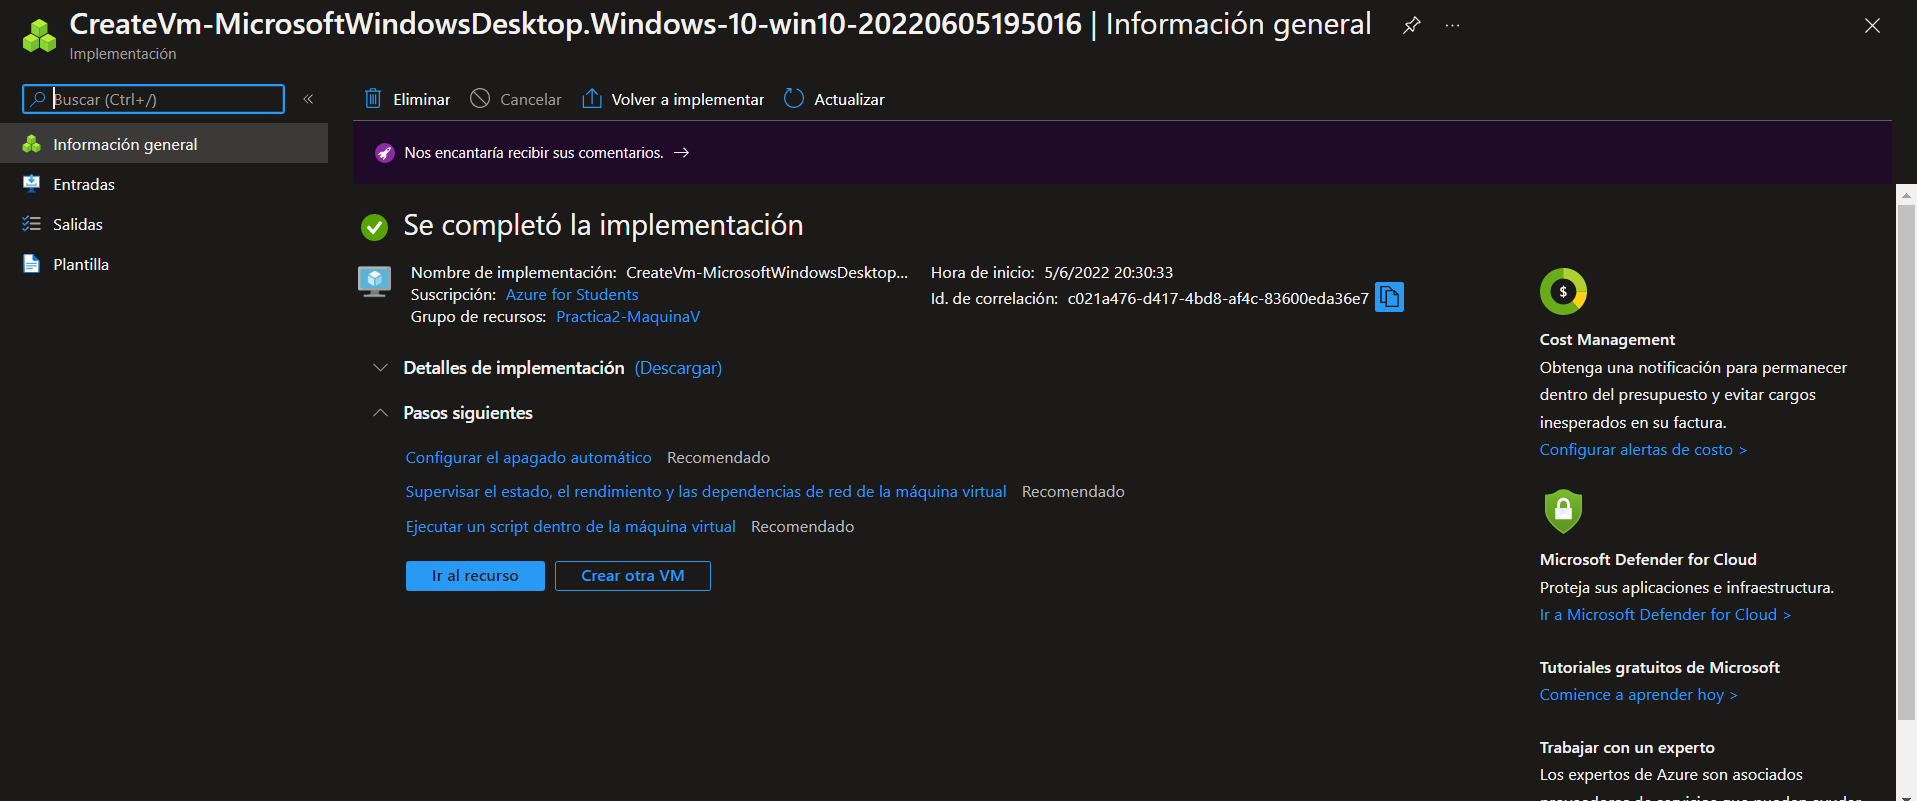 CreateVm-MicrosoftWindowsDesktop.Windows-10-win10-20220605195016 | Información general
Implementación
Buscar (Ctrl+/)
Información general
Entradas
Salidas
Plantilla
Eliminar
Cancelar
Volver a implementar
Actualizar
Nos encantaría recibir sus comentarios. →
Se completó la implementación
Nombre de implementación: CreateVm-MicrosoftWindowsDesktop...
Suscripción: Azure for Students
Grupo de recursos: Practica2-MaquinaV
Hora de inicio: 5/6/2022 20:30:33
Id. de correlación: c021a476-d417-4bd8-af4c-83600eda36e7
Detalles de implementación (Descargar)
Pasos siguientes
Configurar el apagado automático Recomendado
Supervisar el estado, el rendimiento y las dependencias de red de la máquina virtual Recomendado
Ejecutar un script dentro de la máquina virtual Recomendado
Ir al recurso
Crear otra VM
$
Cost Management
Obtenga una notificación para permanecer
dentro del presupuesto y evitar cargos
inesperados en su factura.
Configurar alertas de costo >
Microsoft Defender for Cloud
Proteja sus aplicaciones e infraestructura.
Ir a Microsoft Defender for Cloud >
Tutoriales gratuitos de Microsoft
Comience a aprender hoy >
Trabajar con un experto
Los expertos de Azure son asociados